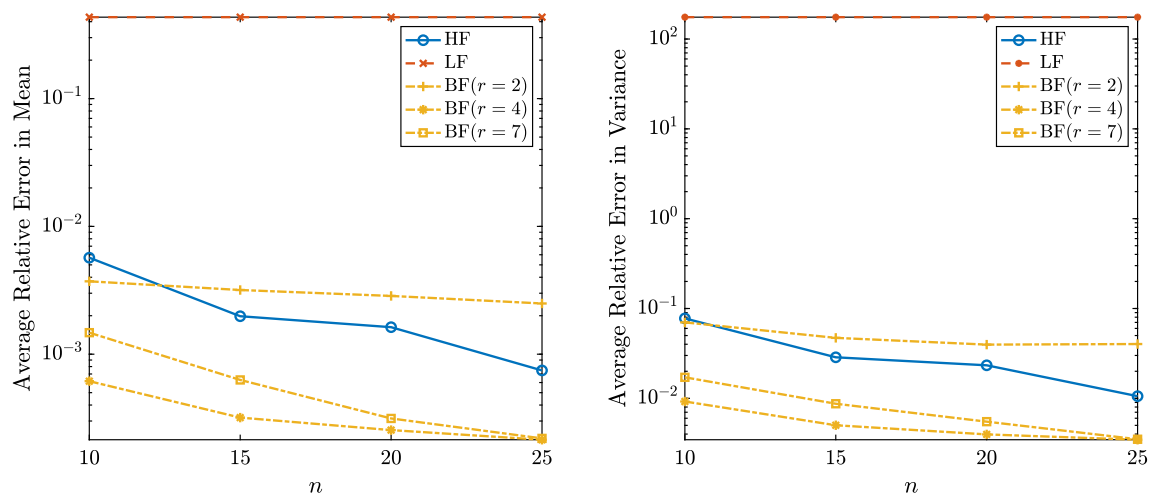 Average Relative Error in Mean
10^{-1}
10^{-2}
10^{-3}
10 15 20 25
n
HF
LF
BF(r = 2)
BF(r = 4)
BF(r = 7)
Average Relative Error in Variance
10^{2}
10^{1}
10^{0}
10^{-1}
10^{-2}
10 15 20 25
n
HF
LF
BF(r = 2)
BF(r = 4)
BF(r = 7)